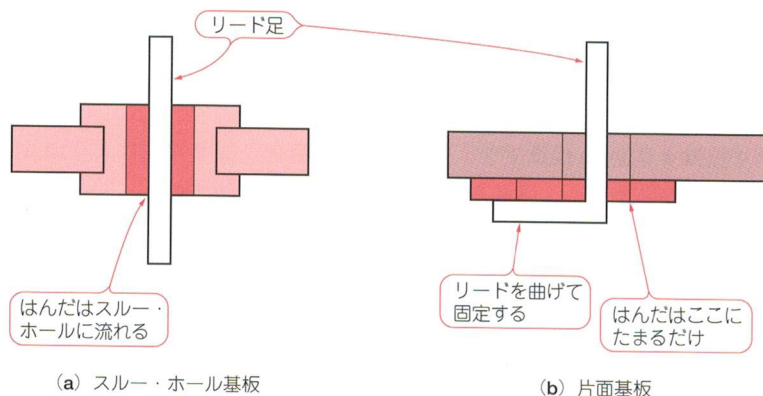 リード足
はんだはスルー・
ホールに流れる
リードを曲げて
固定する
はんだはここに
たまるだけ
(a) スルー・ホール基板
(b) 片面基板